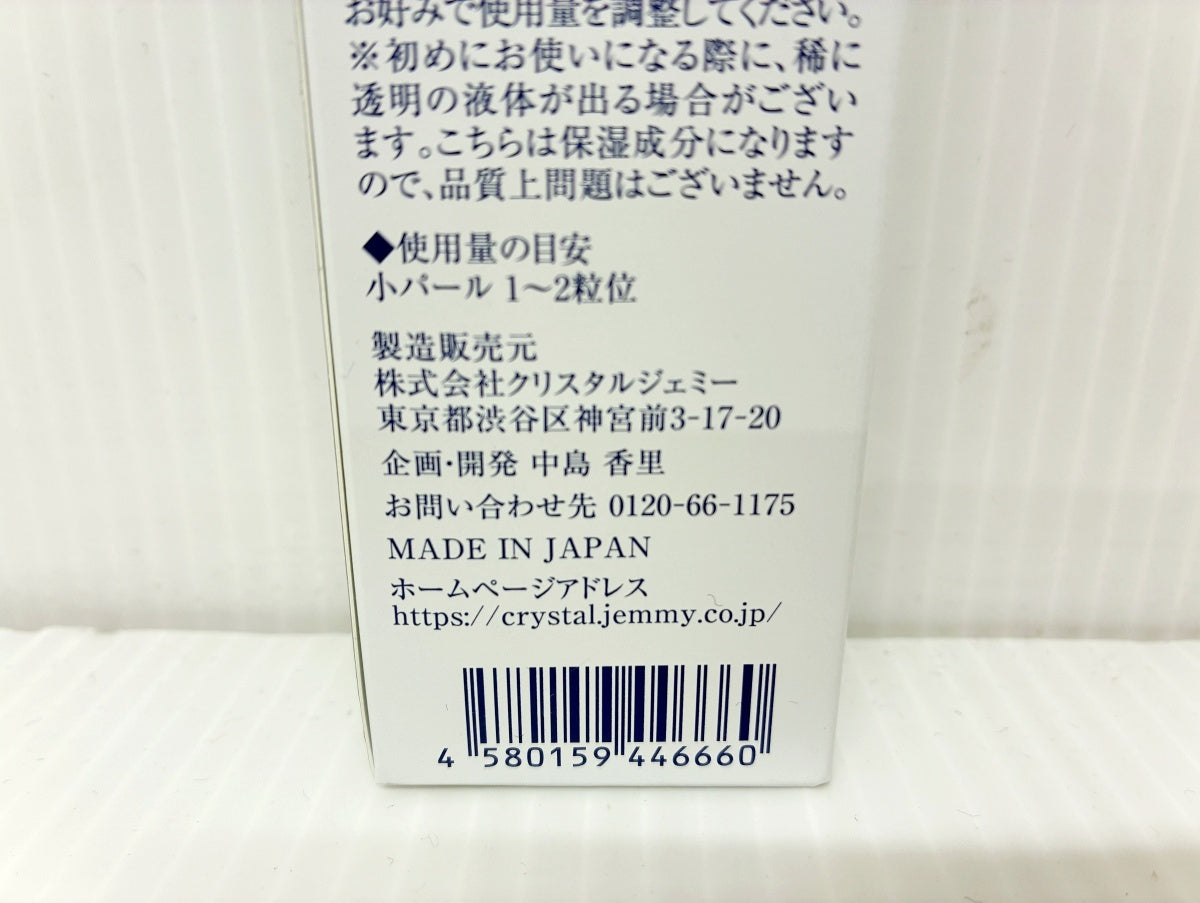 お好みで使用量を調整してください。
※初めにお使いになる際に、稀に
透明の液体が出る場合がござい
ます。こちらは保湿成分になります
ので、品質上問題はございません。
◆使用量の目安
小パール 1～2粒位
製造販売元
株式会社クリスタルジェミー
東京都渋谷区神宮前3-17-20
企画・開発 中島 香里
お問い合わせ先 0120-66-1175
MADE IN JAPAN
ホームページアドレス
https://crystal.jemmy.co.jp/
4 580159 446660